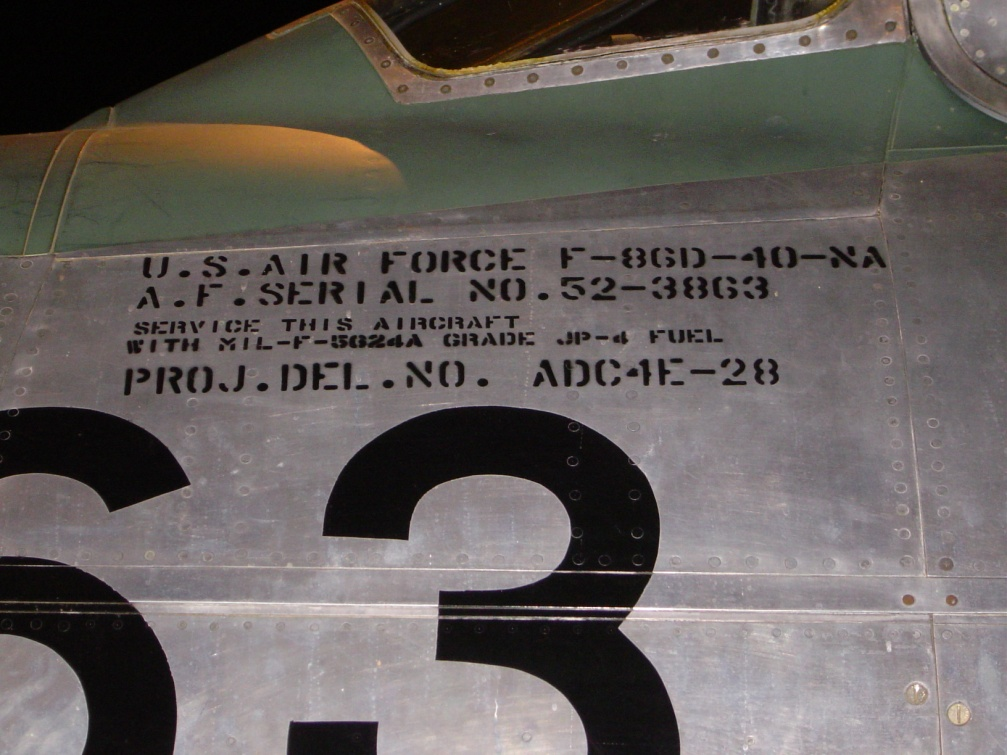 U.S.AIR FORCE F-86D-40-NA
A.F.SERIAL NO.52-3863
SERVICE THIS AIRCRAFT
WITH MIL-F-5624A GRADE JP-4 FUEL
PROJ.DEL.NO. ADC4E-28
63